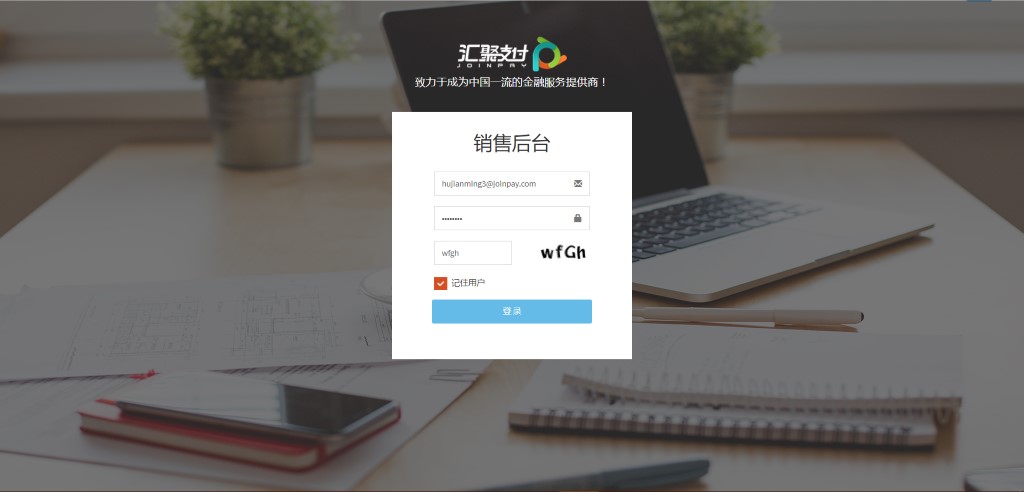 汇聚支付
JOINPAY
致力于成为中国一流的金融服务提供商！
销售后台
hujianming3@joinpay.com
••••••••
wfgh
wfGh
记住用户
登录